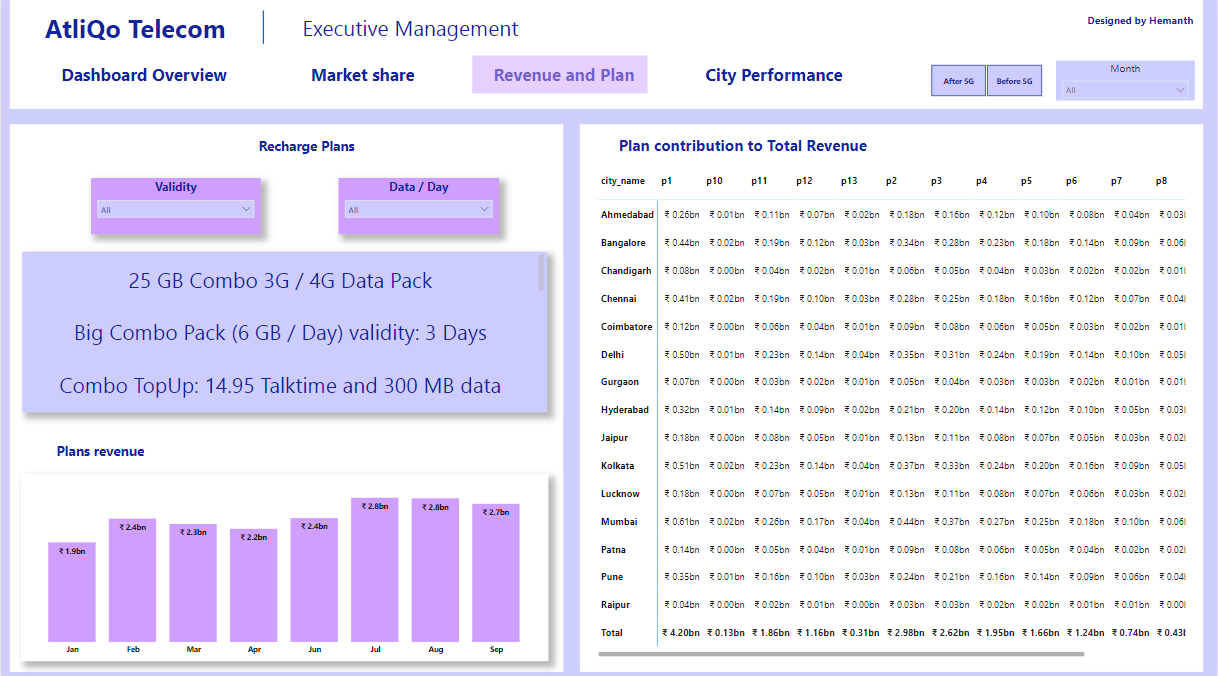 AtliQo Telecom
Executive Management
Designed by Hemanth
Dashboard Overview
Market share
Revenue and Plan
City Performance
After 5G
Before 5G
Month
All
Recharge Plans
Validity
All
Data / Day
All
25 GB Combo 3G / 4G Data Pack
Big Combo Pack (6 GB / Day) validity: 3 Days
Combo TopUp: 14.95 Talktime and 300 MB data
Plans revenue
₹ 1.9bn ₹ 2.4bn ₹ 2.3bn ₹ 2.2bn ₹ 2.4bn ₹ 2.8bn ₹ 2.8bn ₹ 2.7bn
Jan Feb Mar Apr Jun Jul Aug Sep
Plan contribution to Total Revenue
city_name p1 p10 p11 p12 p13 p2 p3 p4 p5 p6 p7 p8
Ahmedabad ₹ 0.26bn ₹ 0.01bn ₹ 0.11bn ₹ 0.07bn ₹ 0.02bn ₹ 0.18bn ₹ 0.16bn ₹ 0.12bn ₹ 0.10bn ₹ 0.08bn ₹ 0.04bn ₹ 0.03
Bangalore ₹ 0.44bn ₹ 0.02bn ₹ 0.19bn ₹ 0.12bn ₹ 0.03bn ₹ 0.34bn ₹ 0.28bn ₹ 0.23bn ₹ 0.18bn ₹ 0.14bn ₹ 0.09bn ₹ 0.06
Chandigarh ₹ 0.08bn ₹ 0.00bn ₹ 0.04bn ₹ 0.02bn ₹ 0.01bn ₹ 0.06bn ₹ 0.05bn ₹ 0.04bn ₹ 0.03bn ₹ 0.02bn ₹ 0.02bn ₹ 0.01
Chennai ₹ 0.41bn ₹ 0.02bn ₹ 0.19bn ₹ 0.10bn ₹ 0.03bn ₹ 0.28bn ₹ 0.25bn ₹ 0.18bn ₹ 0.16bn ₹ 0.12bn ₹ 0.07bn ₹ 0.04
Coimbatore ₹ 0.12bn ₹ 0.00bn ₹ 0.06bn ₹ 0.04bn ₹ 0.01bn ₹ 0.09bn ₹ 0.08bn ₹ 0.06bn ₹ 0.05bn ₹ 0.03bn ₹ 0.02bn ₹ 0.01
Delhi ₹ 0.50bn ₹ 0.01bn ₹ 0.23bn ₹ 0.14bn ₹ 0.04bn ₹ 0.35bn ₹ 0.31bn ₹ 0.24bn ₹ 0.19bn ₹ 0.14bn ₹ 0.10bn ₹ 0.05
Gurgaon ₹ 0.07bn ₹ 0.00bn ₹ 0.03bn ₹ 0.02bn ₹ 0.01bn ₹ 0.05bn ₹ 0.04bn ₹ 0.03bn ₹ 0.03bn ₹ 0.02bn ₹ 0.01bn ₹ 0.01
Hyderabad ₹ 0.32bn ₹ 0.01bn ₹ 0.14bn ₹ 0.09bn ₹ 0.02bn ₹ 0.21bn ₹ 0.20bn ₹ 0.14bn ₹ 0.12bn ₹ 0.10bn ₹ 0.05bn ₹ 0.03
Jaipur ₹ 0.18bn ₹ 0.00bn ₹ 0.08bn ₹ 0.05bn ₹ 0.01bn ₹ 0.13bn ₹ 0.11bn ₹ 0.08bn ₹ 0.07bn ₹ 0.05bn ₹ 0.03bn ₹ 0.02
Kolkata ₹ 0.51bn ₹ 0.02bn ₹ 0.23bn ₹ 0.14bn ₹ 0.04bn ₹ 0.37bn ₹ 0.33bn ₹ 0.24bn ₹ 0.20bn ₹ 0.16bn ₹ 0.09bn ₹ 0.05
Lucknow ₹ 0.18bn ₹ 0.00bn ₹ 0.07bn ₹ 0.05bn ₹ 0.01bn ₹ 0.13bn ₹ 0.11bn ₹ 0.08bn ₹ 0.07bn ₹ 0.06bn ₹ 0.03bn ₹ 0.02
Mumbai ₹ 0.61bn ₹ 0.02bn ₹ 0.26bn ₹ 0.17bn ₹ 0.04bn ₹ 0.44bn ₹ 0.37bn ₹ 0.27bn ₹ 0.25bn ₹ 0.18bn ₹ 0.10bn ₹ 0.06
Patna ₹ 0.14bn ₹ 0.00bn ₹ 0.05bn ₹ 0.04bn ₹ 0.01bn ₹ 0.09bn ₹ 0.08bn ₹ 0.06bn ₹ 0.05bn ₹ 0.04bn ₹ 0.02bn ₹ 0.02
Pune ₹ 0.35bn ₹ 0.01bn ₹ 0.16bn ₹ 0.10bn ₹ 0.03bn ₹ 0.24bn ₹ 0.21bn ₹ 0.16bn ₹ 0.14bn ₹ 0.09bn ₹ 0.06bn ₹ 0.04
Raipur ₹ 0.04bn ₹ 0.00bn ₹ 0.02bn ₹ 0.01bn ₹ 0.00bn ₹ 0.03bn ₹ 0.03bn ₹ 0.02bn ₹ 0.02bn ₹ 0.01bn ₹ 0.01bn ₹ 0.00
Total ₹ 4.20bn ₹ 0.13bn ₹ 1.86bn ₹ 1.16bn ₹ 0.31bn ₹ 2.98bn ₹ 2.62bn ₹ 1.95bn ₹ 1.66bn ₹ 1.24bn ₹ 0.74bn ₹ 0.43